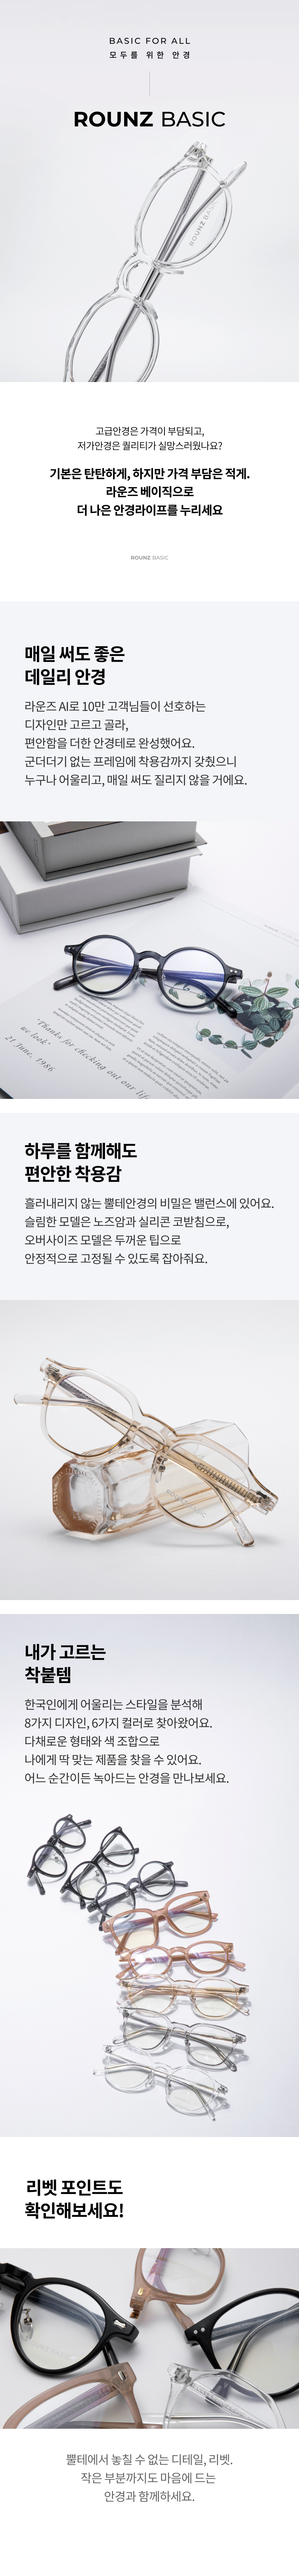 BASIC FOR ALL
모두를 위한 안경
ROUNZ BASIC
ROUNZ BA
고급안경은 가격이 부담되고,
저가안경은 퀄리티가 실망스러웠나요?
기본은 탄탄하게, 하지만 가격 부담은 적게.
라운즈 베이직으로
더 나은 안경라이프를 누리세요
ROUNZ BASIC
매일 써도 좋은
데일리 안경
라운즈 AI로 10만 고객님들이 선호하는
디자인만 고르고 골라,
편안함을 더한 안경테로 완성했어요.
군더더기 없는 프레임에 착용감까지 갖췄으니
누구나 어울리고, 매일 써도 질리지 않을 거에요.
"Thanks for checking out our life
we look"
21 June, 1986
하루를 함께해도
편안한 착용감
흘러내리지 않는 뿔테안경의 비밀은 밸런스에 있어요.
슬림한 모델은 노즈암과 실리콘 코받침으로,
오버사이즈 모델은 두꺼운 팁으로
안정적으로 고정될 수 있도록 잡아줘요.
ROUNZ BASIC
내가 고르는
착붙템
한국인에게 어울리는 스타일을 분석해
8가지 디자인, 6가지 컬러로 찾아왔어요.
다채로운 형태와 색 조합으로
나에게 딱 맞는 제품을 찾을 수 있어요.
어느 순간이든 녹아드는 안경을 만나보세요.
리벳 포인트도
확인해보세요!
뿔테에서 놓칠 수 없는 디테일, 리벳.
작은 부분까지도 마음에 드는
안경과 함께하세요.